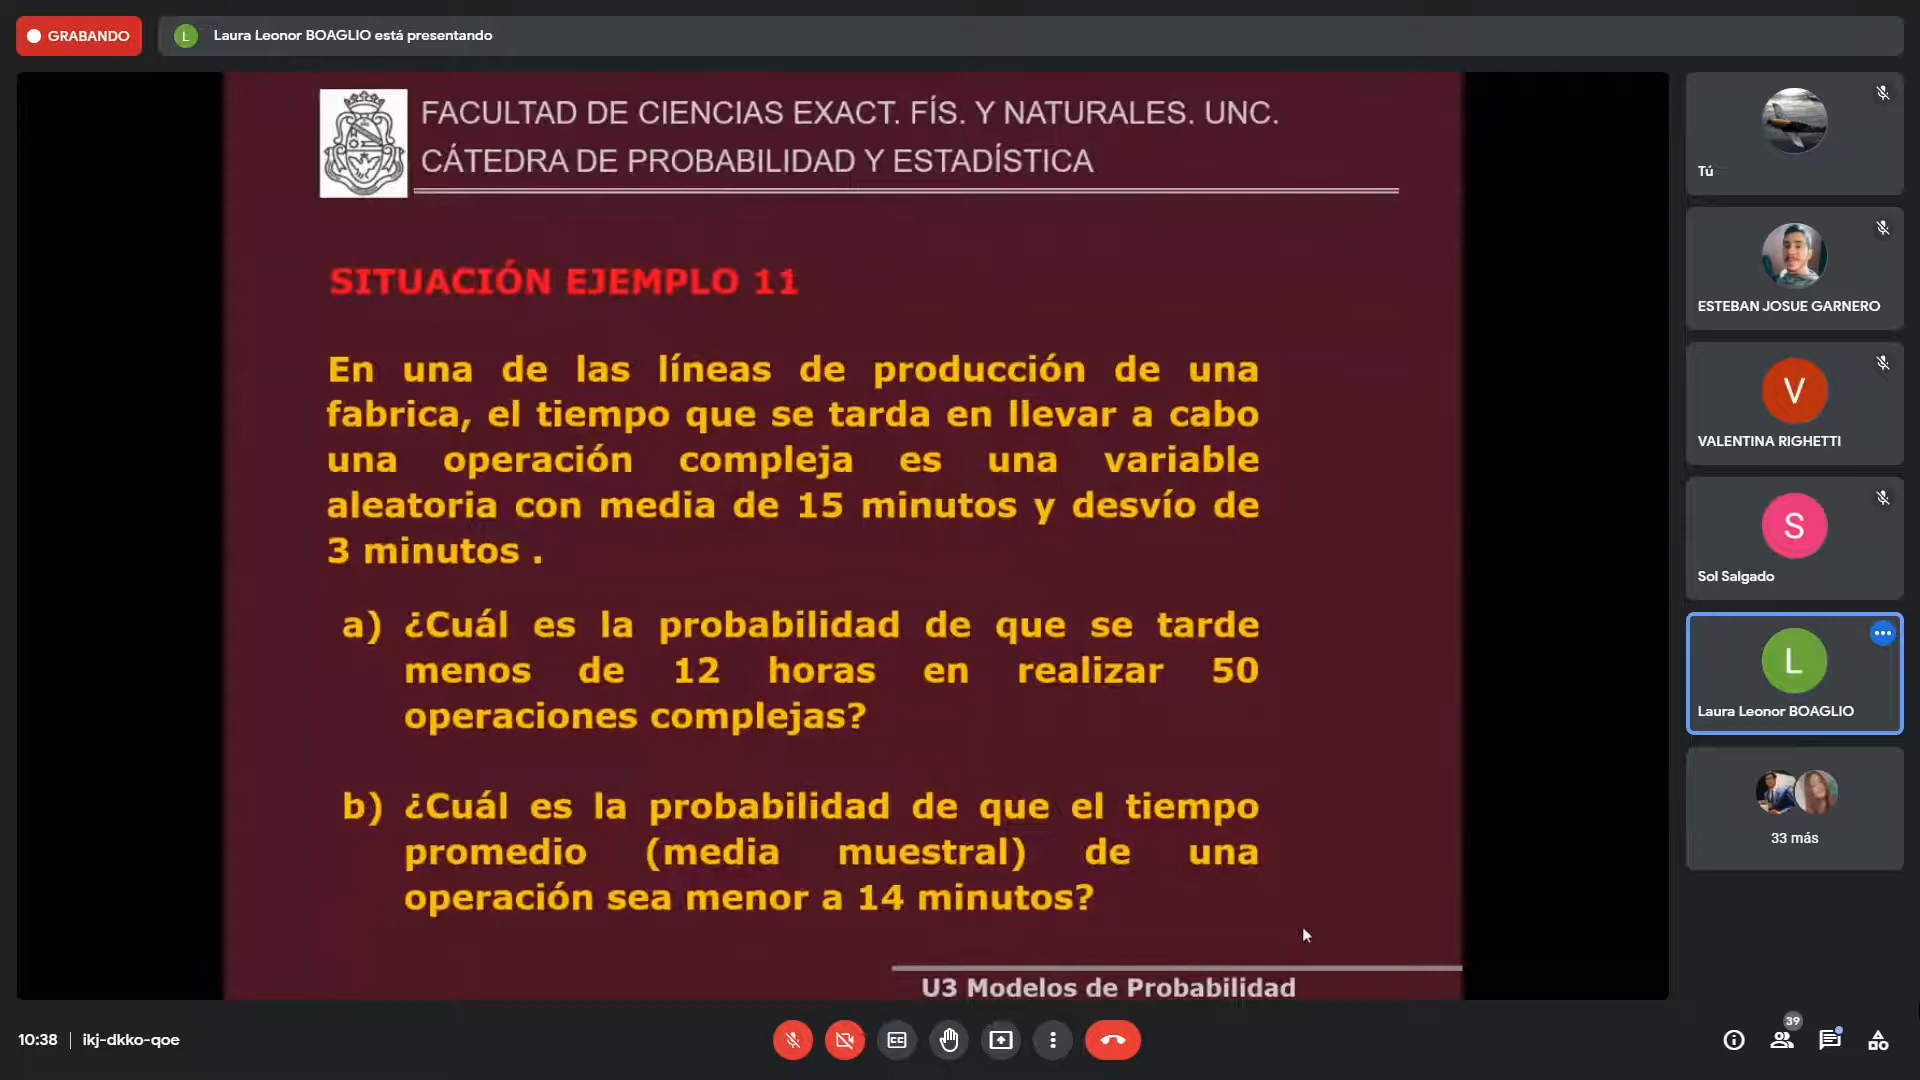 GRABANDO
L
Laura Leonor BOAGLIO está presentando
FACULTAD DE CIENCIAS EXACT. FÍS. Y NATURALES. UNC.
CÁTEDRA DE PROBABILIDAD Y ESTADÍSTICA
SITUACIÓN EJEMPLO 11
En una de las líneas de producción de una
fabrica, el tiempo que se tarda en llevar a cabo
una operación compleja es una variable
aleatoria con media de 15 minutos y desvío de
3 minutos .
a) ¿Cuál es la probabilidad de que se tarde
menos de 12 horas en realizar 50
operaciones complejas?
b) ¿Cuál es la probabilidad de que el tiempo
promedio (media muestral) de una
operación sea menor a 14 minutos?
U3 Modelos de Probabilidad
Tú
ESTEBAN JOSUE GARNERO
V
VALENTINA RIGHETTI
S
Sol Salgado
L
Laura Leonor BOAGLIO
33 más
10:38 | ikj-dkko-qoe
CC
39